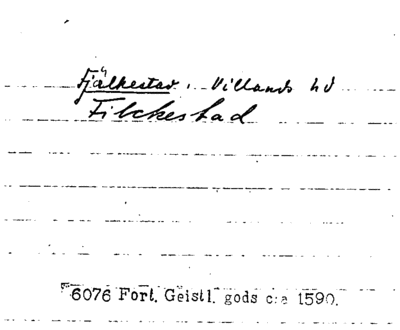 Fjälkestad. Villands hd
Filckestad
6076 Fort. Geistl. gods c:a 1590.